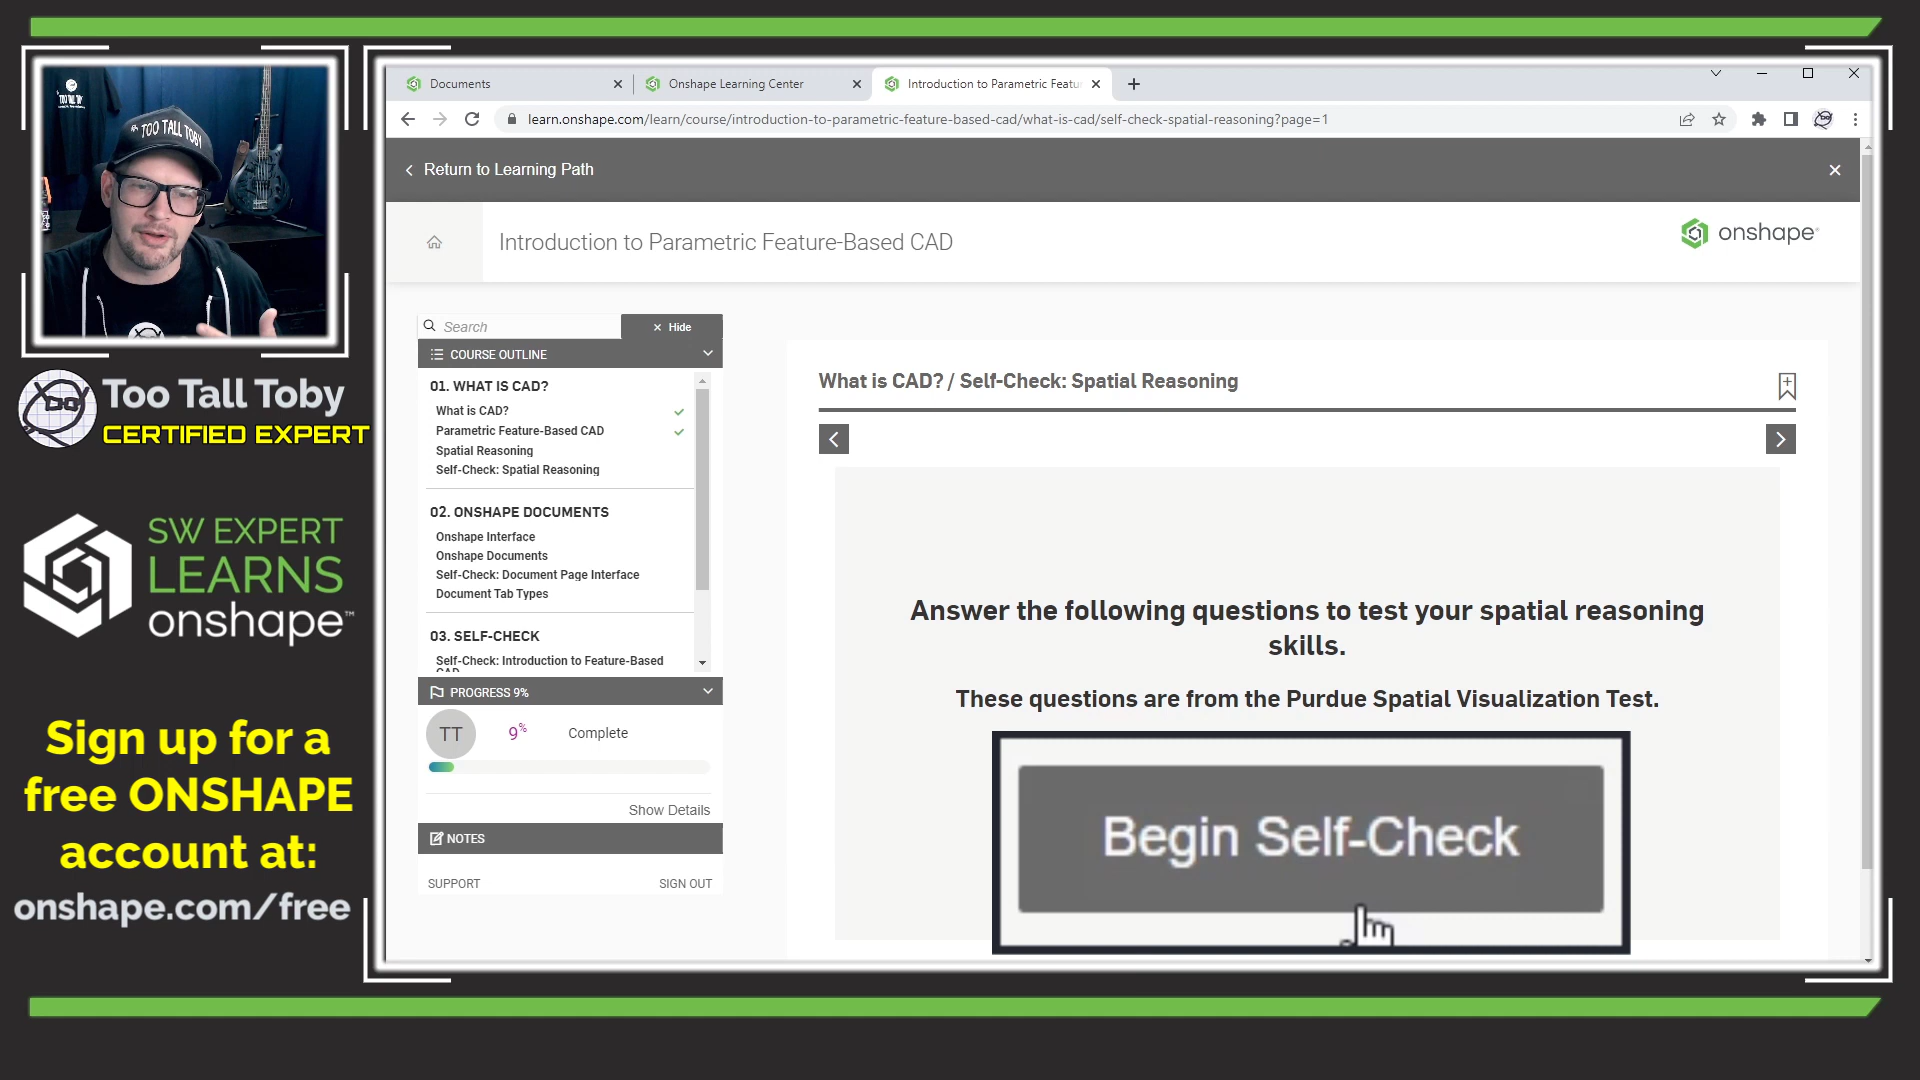 TOO TALL TOBY
TOO TALL TOBY
Too Tall Toby
CERTIFIED EXPERT
SW EXPERT
LEARNS
onshape™
Sign up for a
free ONSHAPE
account at:
onshape.com/free
Documents
Onshape Learning Center
Introduction to Parametric Featu
learn.onshape.com/learn/course/introduction-to-parametric-feature-based-cad/what-is-cad/self-check-spatial-reasoning?page=1
Return to Learning Path
Introduction to Parametric Feature-Based CAD
onshape
Search
Hide
COURSE OUTLINE
01. WHAT IS CAD?
What is CAD?
Parametric Feature-Based CAD
Spatial Reasoning
Self-Check: Spatial Reasoning
02. ONSHAPE DOCUMENTS
Onshape Interface
Onshape Documents
Self-Check: Document Page Interface
Document Tab Types
03. SELF-CHECK
Self-Check: Introduction to Feature-Based
CAD
PROGRESS 9%
TT
9%
Complete
Show Details
NOTES
SUPPORT
SIGN OUT
What is CAD? / Self-Check: Spatial Reasoning
Answer the following questions to test your spatial reasoning
skills.
These questions are from the Purdue Spatial Visualization Test.
Begin Self-Check